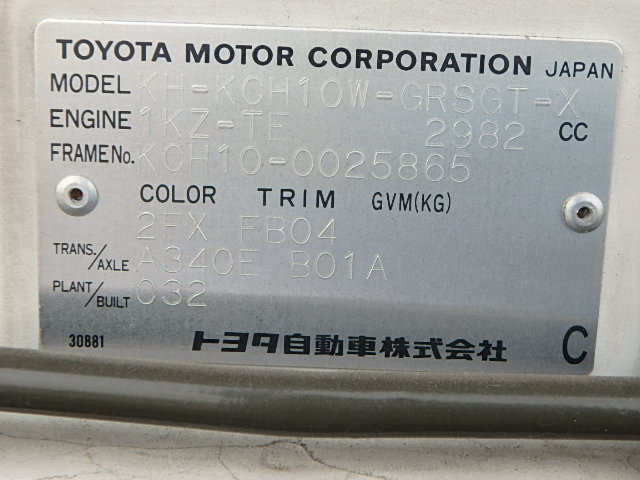 TOYOTA MOTOR CORPORATION JAPAN
MODEL KH-KCH10W-GRSGT-X
ENGINE 1KZ-TE 2982 CC
FRAME No. KCH10-0025865
COLOR TRIM GVM(KG)
2FX FB04
TRANS./AXLE A340E B01A
PLANT/BUILT C32
30881 トヨタ自動車株式会社 C